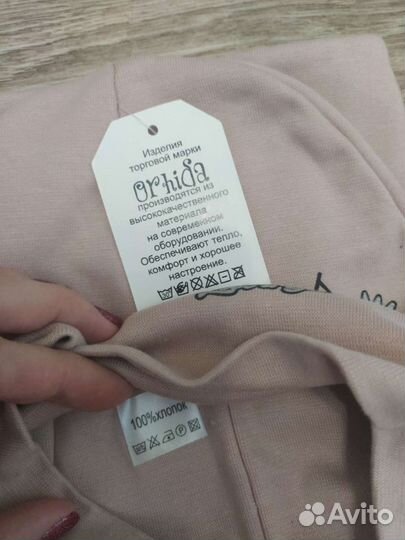 Изделия
торговой марки
orhida
производятся из
высококачественного
материала
на современном
оборудовании.
Обеспечивают тепло,
комфорт и хорошее
настроение.
100%хлопок
Avito